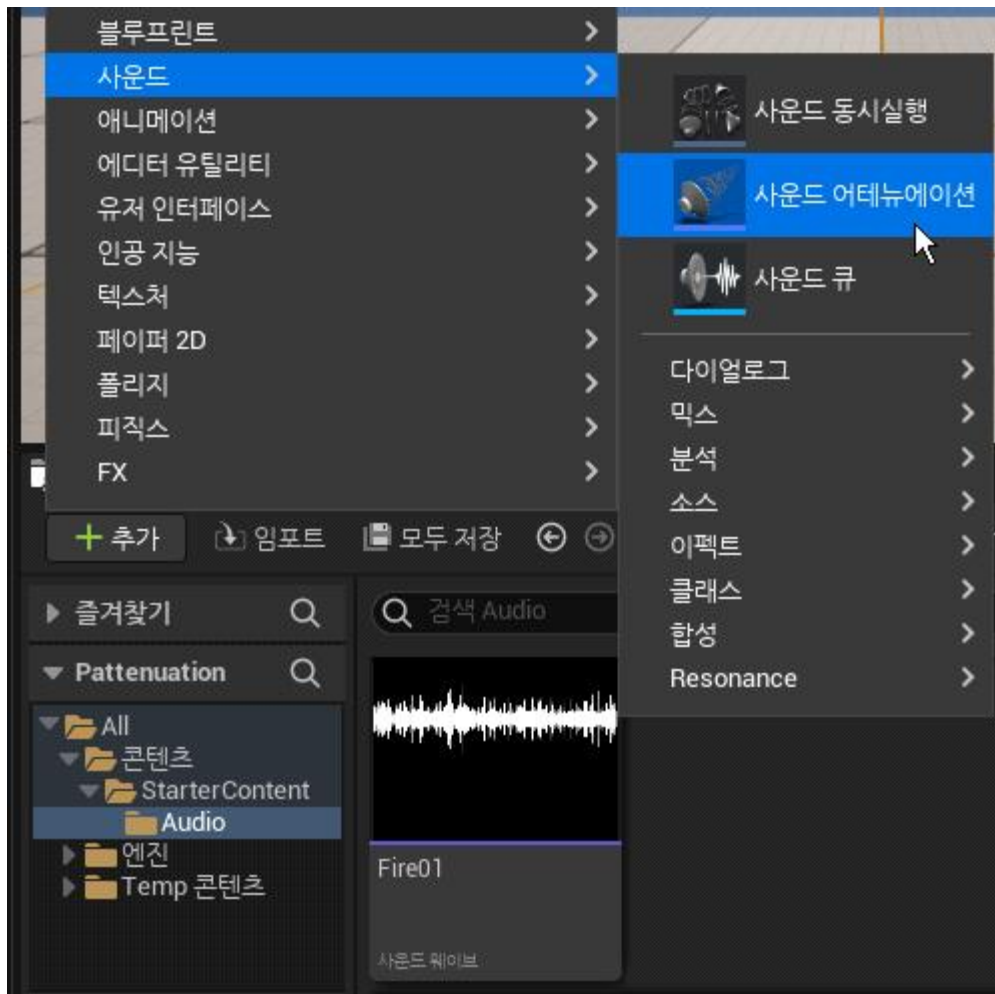 블루프린트
사운드
애니메이션
에디터 유틸리티
유저 인터페이스
인공 지능
텍스처
페이퍼 2D
폴리지
피직스
FX
사운드 동시실행
사운드 어테뉴에이션
사운드 큐
다이얼로그
믹스
분석
소스
이펙트
클래스
합성
Resonance
추가 임포트 모두 저장
즐겨찾기
검색 Audio
Pattenuation
All
콘텐츠
StarterContent
Audio
엔진
Temp 콘텐츠
Fire01
사운드 웨이브